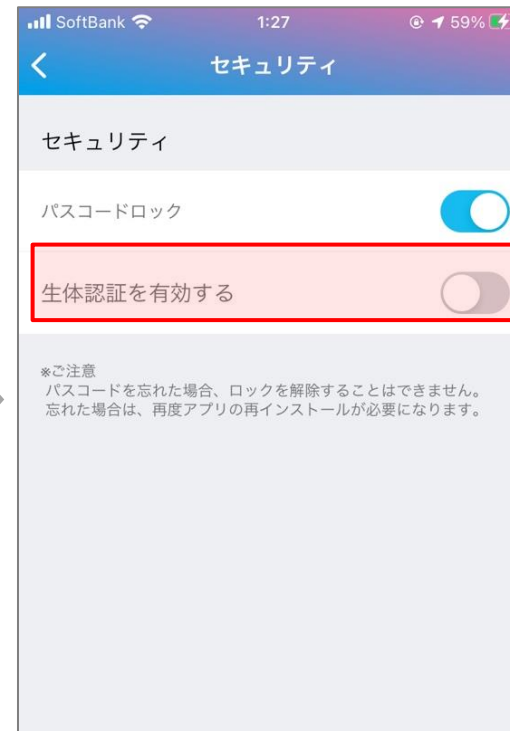 SoftBank 1:27 59%
セキュリティ
セキュリティ
パスコードロック
生体認証を有効する
※ご注意
パスコードを忘れた場合、ロックを解除することはできません。
忘れた場合は、再度アプリの再インストールが必要になります。